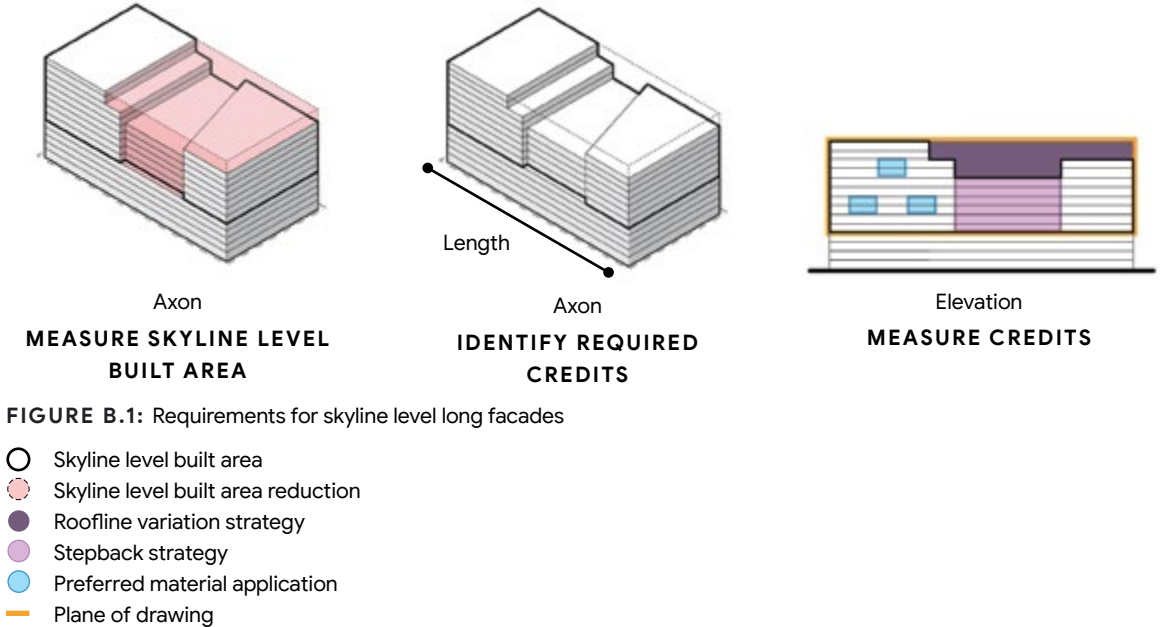 Length
Axon
MEASURE SKYLINE LEVEL
BUILT AREA
Axon
IDENTIFY REQUIRED
CREDITS
Elevation
MEASURE CREDITS
FIGURE B.1: Requirements for skyline level long facades
Skyline level built area
Skyline level built area reduction
Roofline variation strategy
Stepback strategy
Preferred material application
Plane of drawing